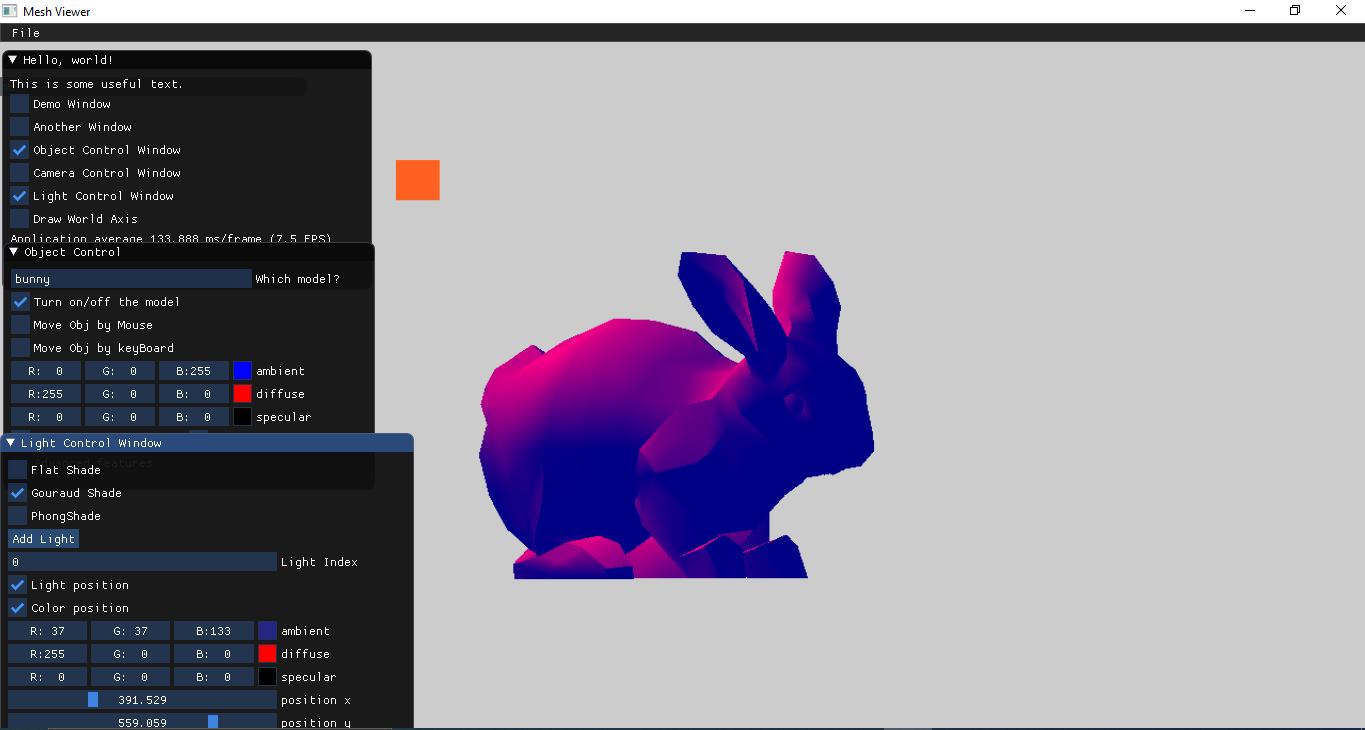 Mesh Viewer
File
Hello, world!
This is some useful text.
Demo Window
Another Window
Object Control Window
Camera Control Window
Light Control Window
Draw World Axis
Application average 133.888 ms/frame (7.5 FPS)
Object Control
bunny Which model?
Turn on/off the model
Move Obj by Mouse
Move Obj by keyBoard
R: 0 G: 0 B:255 ambient
R:255 G: 0 B: 0 diffuse
R: 0 G: 0 B: 0 specular
Light Control Window
features
Flat Shade
Gouraud Shade
PhongShade
Add Light
0 Light Index
Light position
Color position
R: 37 G: 37 B:133 ambient
R:255 G: 0 B: 0 diffuse
R: 0 G: 0 B: 0 specular
391.529 position x
559.059 position y